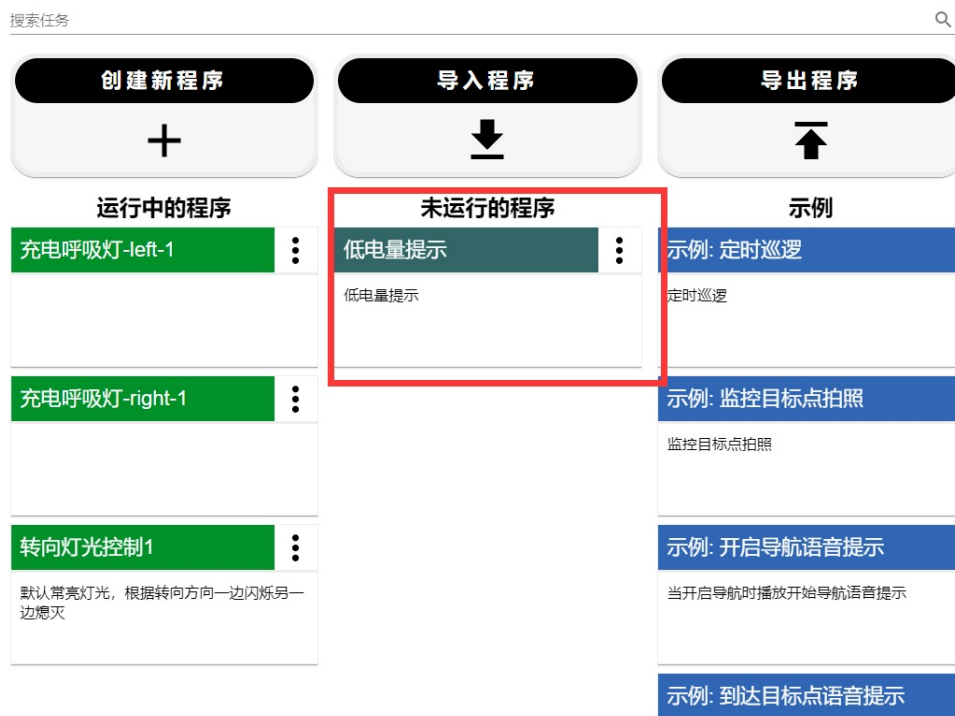 搜索任务
创建新程序
导入程序
导出程序
运行中的程序
未运行的程序
示例
充电呼吸灯-left-1
低电量提示
示例: 定时巡逻
低电量提示
定时巡逻
充电呼吸灯-right-1
示例: 监控目标点拍照
监控目标点拍照
转向灯光控制1
示例: 开启导航语音提示
默认常亮灯光，根据转向方向一边闪烁另一
边熄灭
当开启导航时播放开始导航语音提示
示例: 到达目标点语音提示